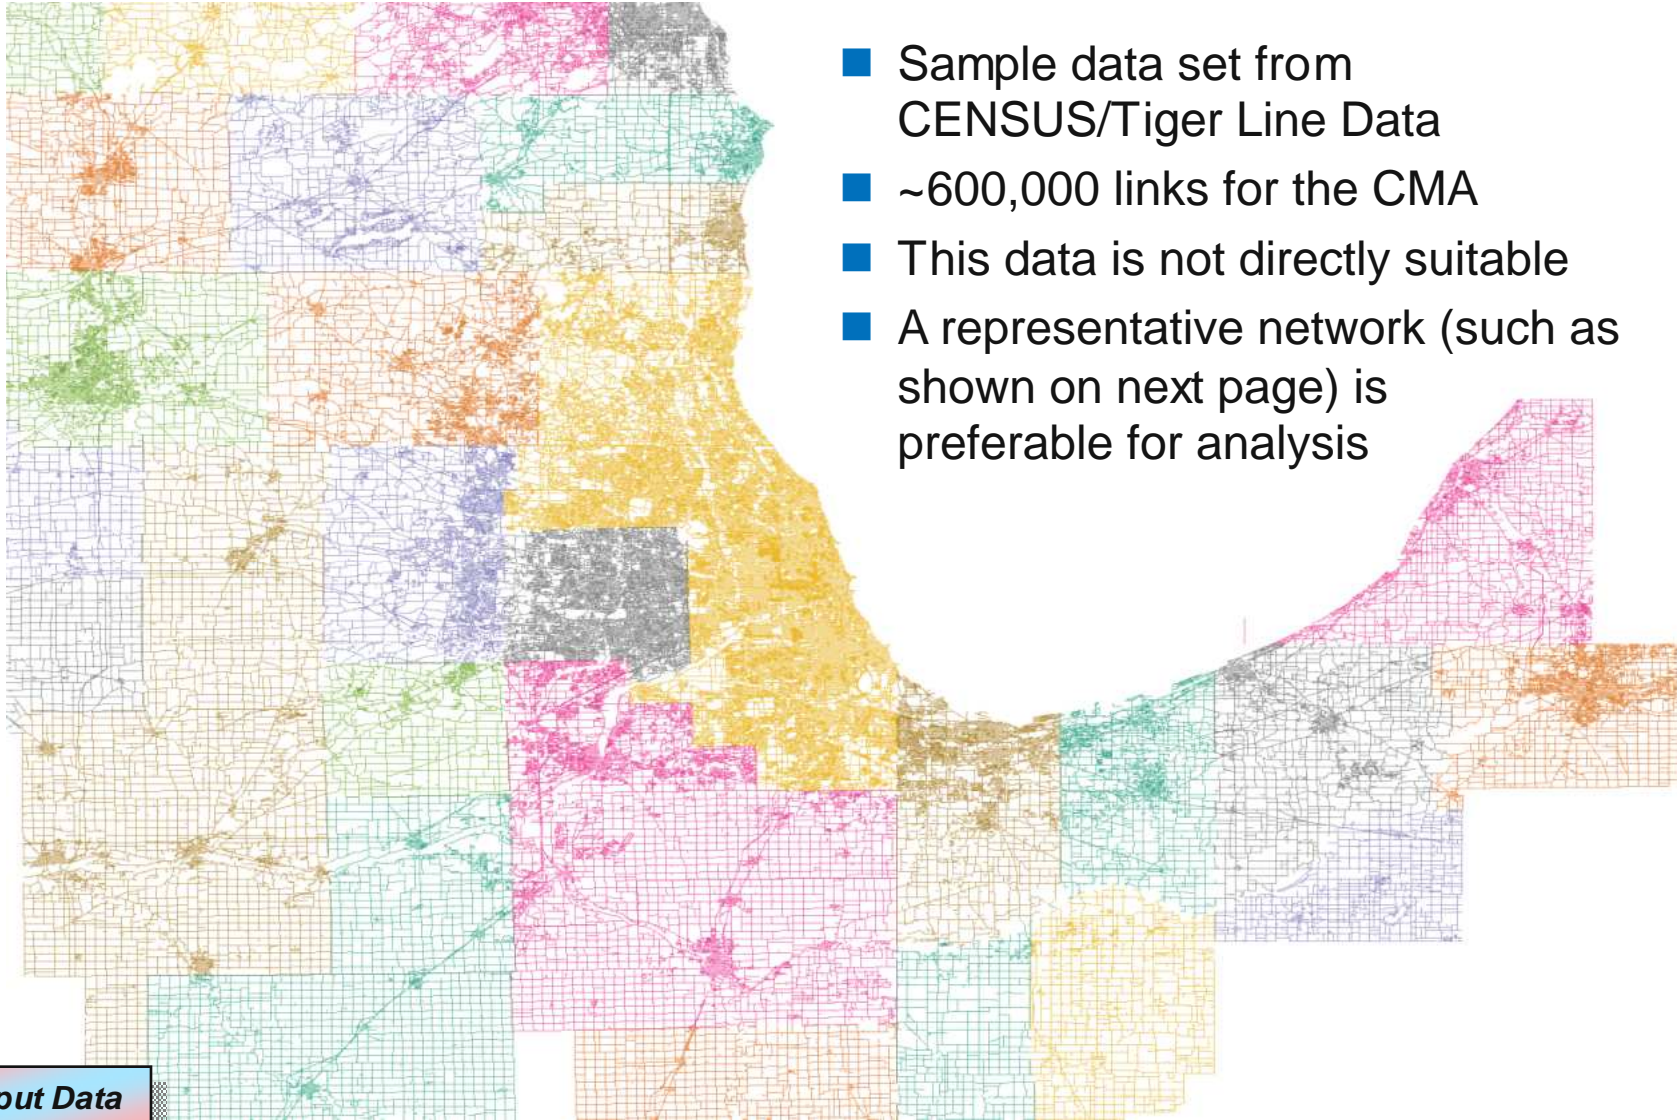 Sample data set from
CENSUS/Tiger Line Data
~600,000 links for the CMA
This data is not directly suitable
A representative network (such as
shown on next page) is
preferable for analysis
put Data